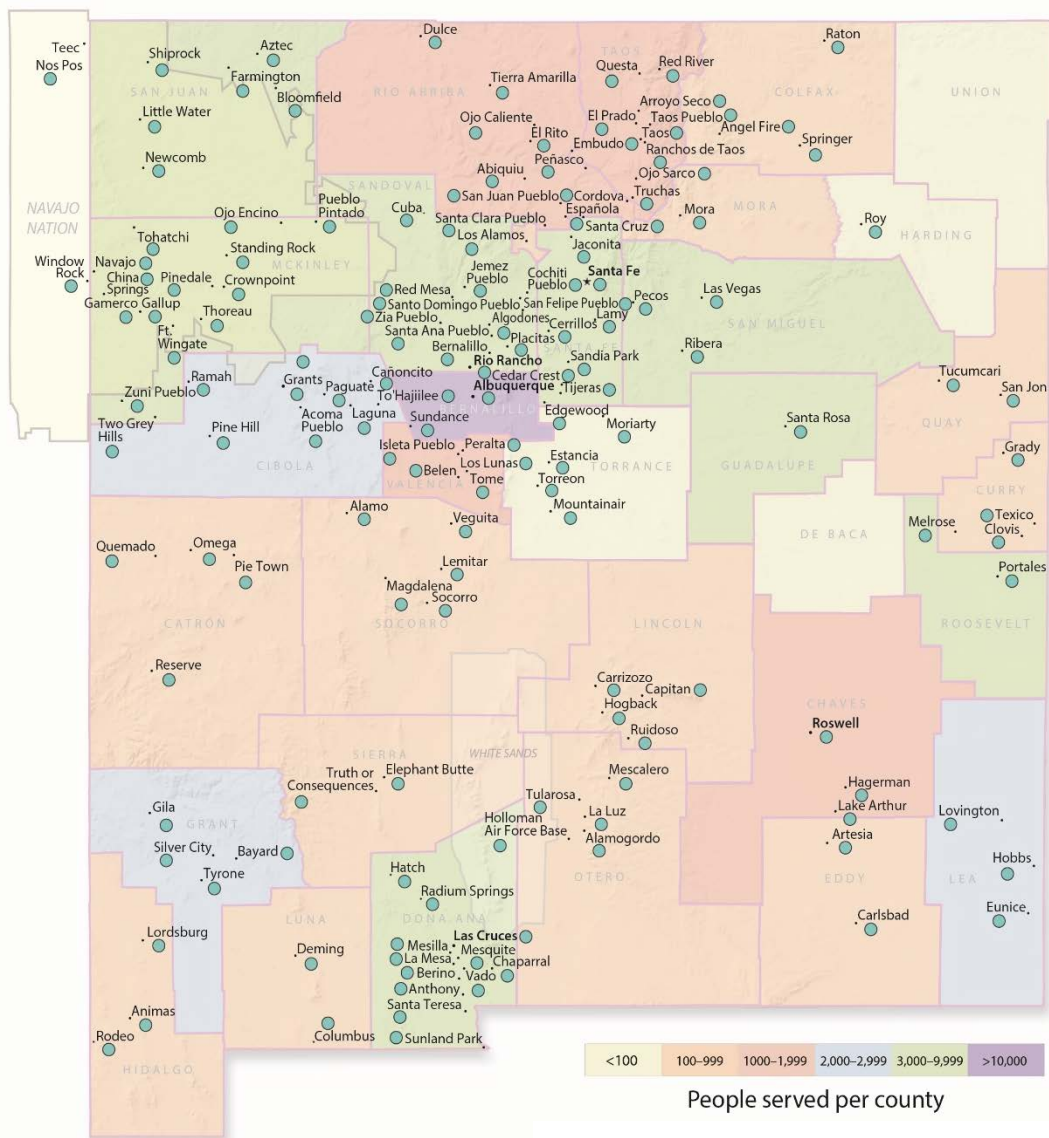 Dulce
Raton
Teec
Nos Pos
Shiprock
Aztec
TAOS
Questa
Red River
Farmington
SAN JUAN
Bloomfield
Tierra Amarilla
RIO ARRIBA
COLFAX
UNION
Little Water
Arroyo Seco
El Prado
Taos Pueblo
Angel Fire
Ojo Caliente
El Rito
Embudo
Taos
Springer
Newcomb
Peñasco
Ranchos de Taos
Abiquiu
Ojo Sarco
SANDOVAL
San Juan Pueblo
Cordova
Truchas
MORA
NAVAJO
NATION
Ojo Encino
Pueblo
Pintado
Cuba
Santa Clara Pueblo
Española
Santa Cruz
Mora
Roy
HARDING
Tohatchi
Standing Rock
Los Alamos
Jaconita
Window
Rock
Navajo
MCKINLEY
China
Springs
Pinedale
Crownpoint
Jemez
Pueblo
Cochiti
Pueblo
Santa Fe
Red Mesa
Santo Domingo Pueblo
San Felipe Pueblo
Pecos
Las Vegas
Gamerco
Gallup
Thoreau
Zia Pueblo
Algodones
Lamy
SAN MIGUEL
Ft.
Wingate
Santa Ana Pueblo
Placitas
Cerrillos
SANTA FE
Bernalillo
Ribera
Rio Rancho
Sandia Park
Zuni Pueblo
Ramah
Grants
Paguate
Cañoncito
Cedar Crest
To'Hajiilee
Albuquerque
Tijeras
Tucumcari
San Jon
BERNALILLO
Two Grey
Hills
Pine Hill
Acoma
Pueblo
Laguna
Sundance
Edgewood
Moriarty
Santa Rosa
QUAY
CIBOLA
Isleta Pueblo
Peralta
Estancia
Grady
Belen
Los Lunas
TORRANCE
GUADALUPE
VALENCIA
Tome
Torreon
CURRY
Alamo
Veguita
Mountainair
Texico
Melrose
Clovis
Quemado
Omega
DE BACA
Pie Town
Lemitar
Portales
Magdalena
Socorro
CATRÓN
SOCORRO
LINCOLN
ROOSEVELT
Reserve
Carrizozo
Capitan
CHAVES
Hogback
Roswell
Ruidoso
SIERRA
WHITE SANDS
Truth or
Consequences
Elephant Butte
Mescalero
Hagerman
Gila
Tularosa
Lake Arthur
Lovington
GRANT
Holloman
Air Force Base
La Luz
Silver City
Bayard
Alamogordo
Artesia
Hobbs
Tyrone
Hatch
OTERO
EDDY
LEA
Radium Springs
LUNA
DONA ANA
Eunice
Lordsburg
Las Cruces
Carlsbad
Deming
Mesilla
Mesquite
La Mesa
Chaparral
Berino
Vado
Anthony
Animas
Santa Teresa
Rodeo
Columbus
Sunland Park
HIDALGO
<100
100–999
1000–1,999
2,000–2,999
3,000–9,999
>10,000
People served per county